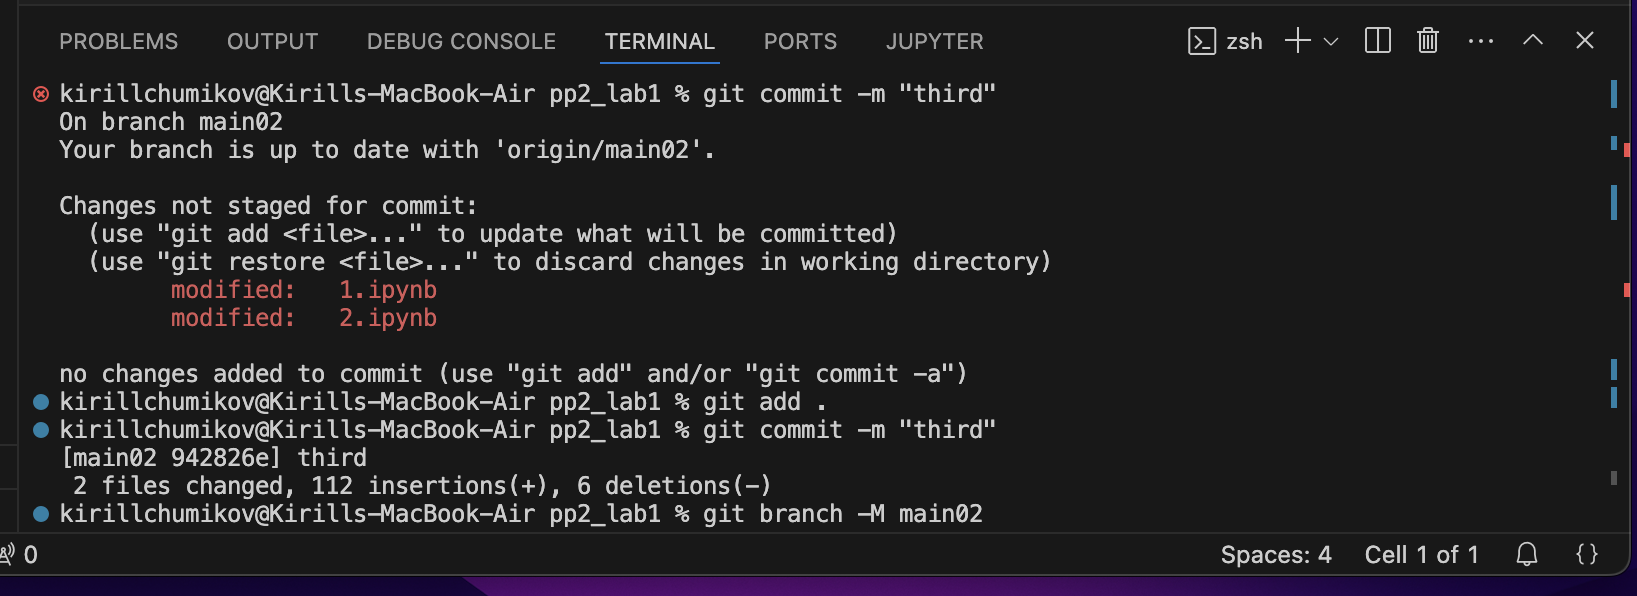 PROBLEMS OUTPUT DEBUG CONSOLE TERMINAL PORTS JUPYTER zsh
kirillchumikov@Kirills-MacBook-Air pp2_lab1 % git commit -m "third"
On branch main02
Your branch is up to date with 'origin/main02'.
Changes not staged for commit:
(use "git add <file>..." to update what will be committed)
(use "git restore <file>..." to discard changes in working directory)
modified: 1.ipynb
modified: 2.ipynb
no changes added to commit (use "git add" and/or "git commit -a")
kirillchumikov@Kirills-MacBook-Air pp2_lab1 % git add .
kirillchumikov@Kirills-MacBook-Air pp2_lab1 % git commit -m "third"
[main02 942826e] third
2 files changed, 112 insertions(+), 6 deletions(-)
kirillchumikov@Kirills-MacBook-Air pp2_lab1 % git branch -M main02
0 Spaces: 4 Cell 1 of 1 {}